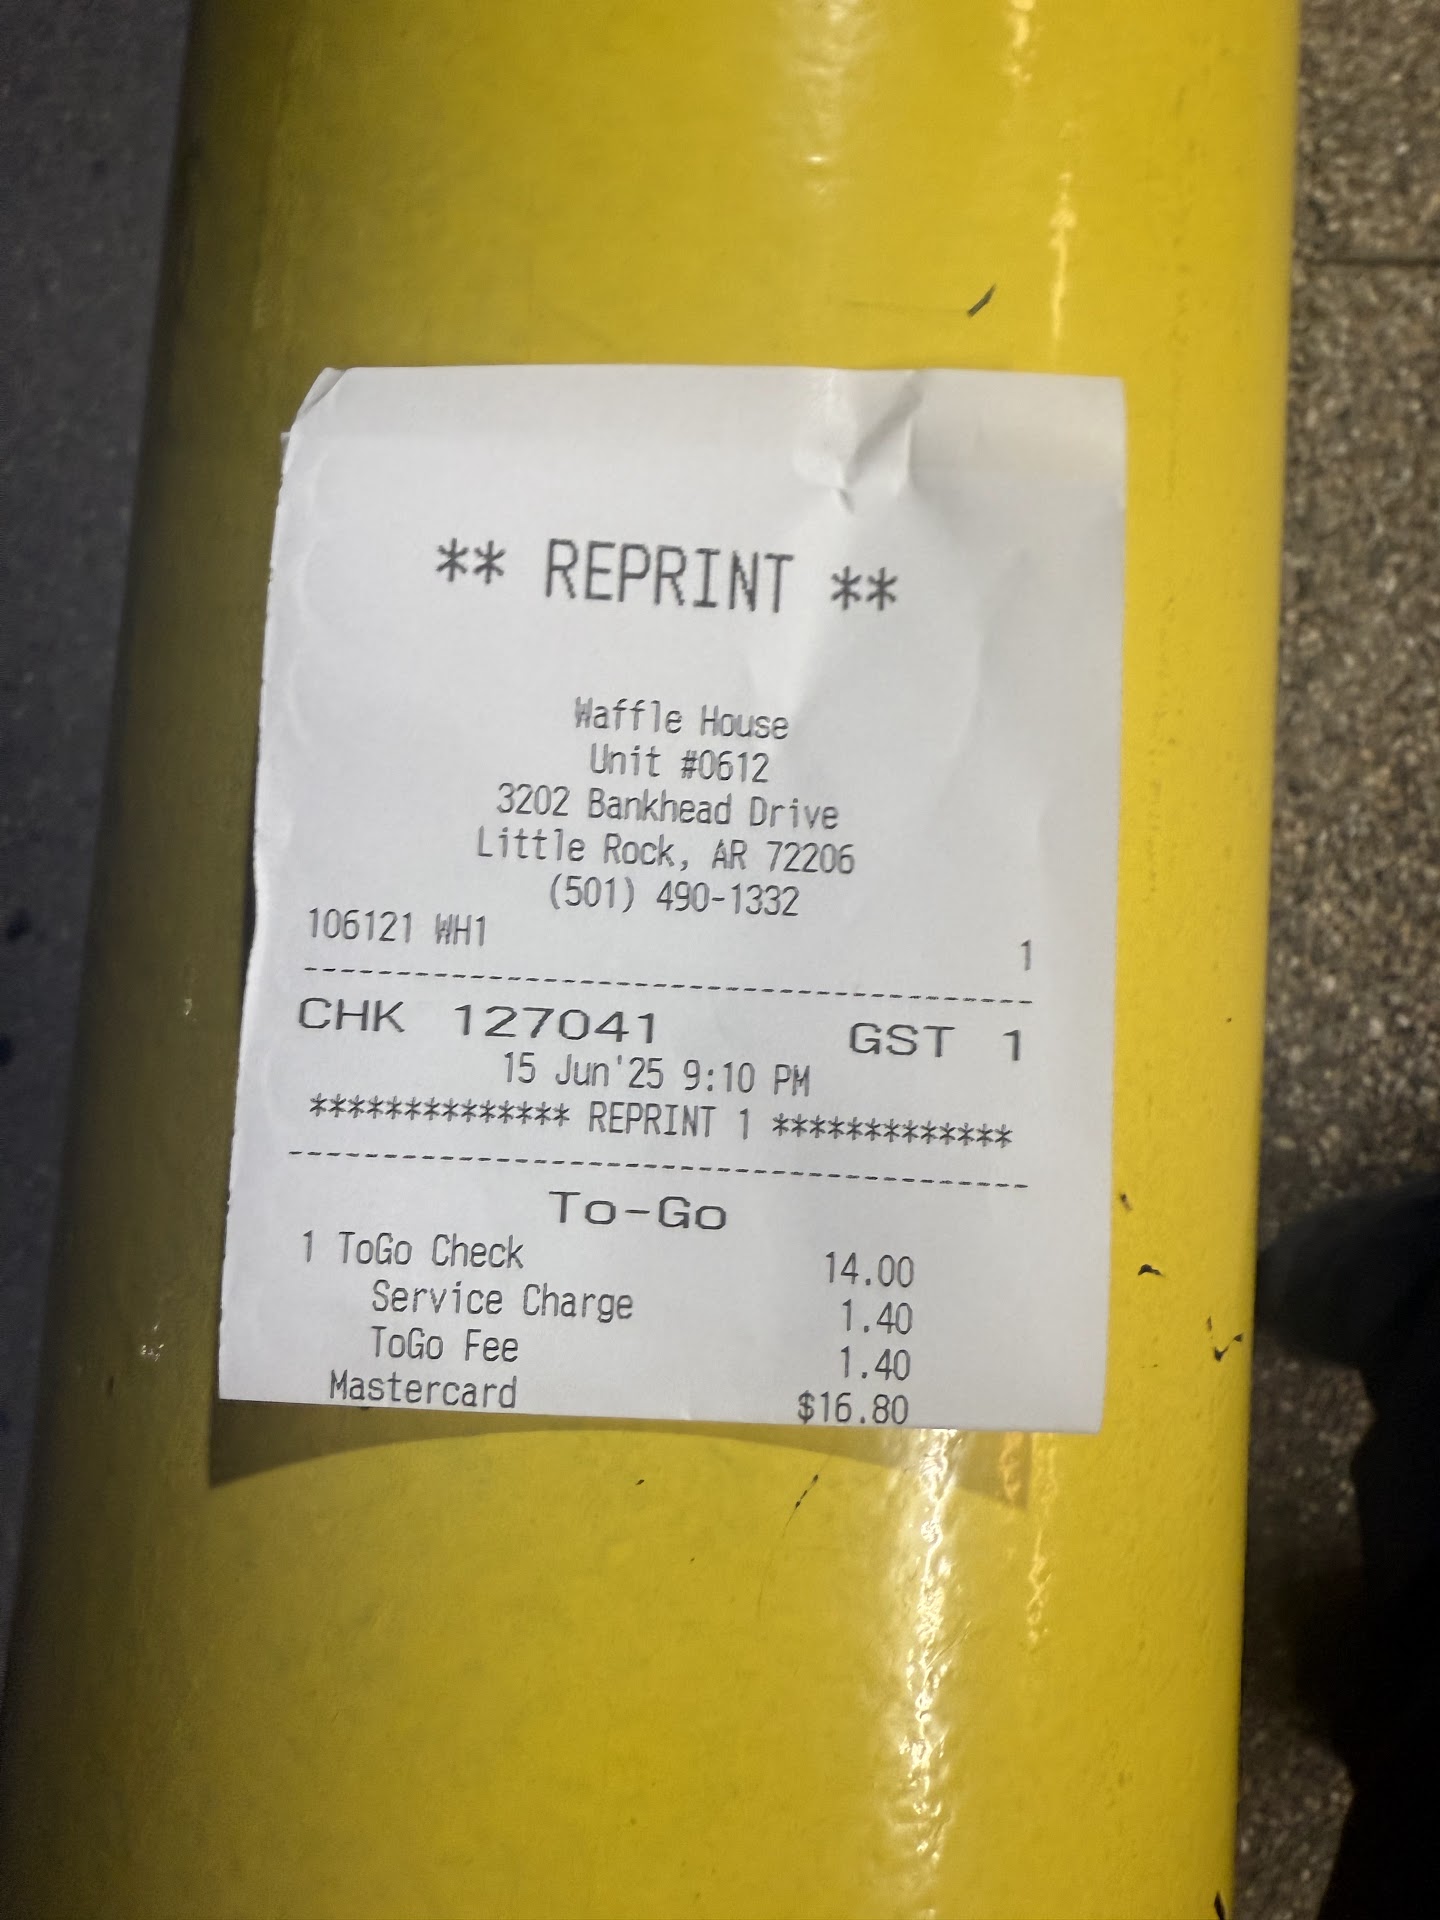 ** REPRINT **
Waffle House
Unit #0612
3202 Bankhead Drive
Little Rock, AR 72206
(501) 490-1332
106121 WH1 1
----------------------------------------
CHK 127041 GST 1
15 Jun'25 9:10 PM
************** REPRINT 1 *************
----------------------------------------
To-Go
1 ToGo Check 14.00
Service Charge 1.40
ToGo Fee 1.40
Mastercard $16.80